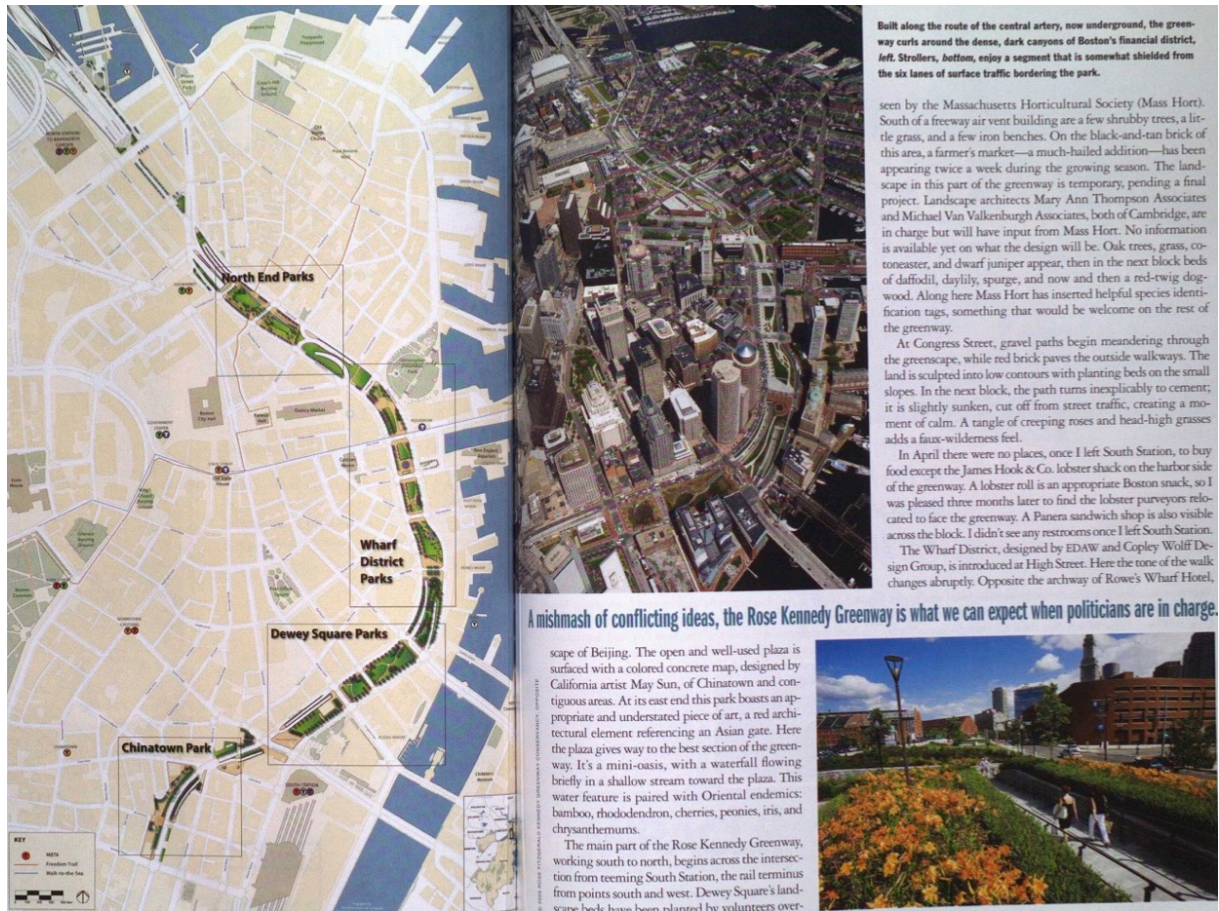 North End Parks
Wharf
District
Parks
Dewey Square Parks
Chinatown Park
KEY
MBTA
Freedom Trail
Walk-to-the-Sea
Built along the route of the central artery, now underground, the green-
way curls around the dense, dark canyons of Boston's financial district,
left. Strollers, bottom, enjoy a segment that is somewhat shielded from
the six lanes of surface traffic bordering the park.
seen by the Massachusetts Horticultural Society (Mass Hort).
South of a freeway air vent building are a few shrubby trees, a lit-
tle grass, and a few iron benches. On the black-and-tan brick of
this area, a farmer's market—a much-hailed addition—has been
appearing twice a week during the growing season. The land-
scape in this part of the greenway is temporary, pending a final
project. Landscape architects Mary Ann Thompson Associates
and Michael Van Valkenburgh Associates, both of Cambridge, are
in charge but will have input from Mass Hort. No information
is available yet on what the design will be. Oak trees, grass, co-
toneaster, and dwarf juniper appear, then in the next block beds
of daffodil, daylily, spurge, and now and then a red-twig dog-
wood. Along here Mass Hort has inserted helpful species identi-
fication tags, something that would be welcome on the rest of
the greenway.
At Congress Street, gravel paths begin meandering through
the greenscape, while red brick paves the outside walkways. The
land is sculpted into low contours with planting beds on the small
slopes. In the next block, the path turns inexplicably to cement;
it is slightly sunken, cut off from street traffic, creating a mo-
ment of calm. A tangle of creeping roses and head-high grasses
adds a faux-wilderness feel.
In April there were no places, once I left South Station, to buy
food except the James Hook & Co. lobster shack on the harbor side
of the greenway. A lobster roll is an appropriate Boston snack, so I
was pleased three months later to find the lobster purveyors relo-
cated to face the greenway. A Panera sandwich shop is also visible
across the block. I didn't see any restrooms once I left South Station.
The Wharf District, designed by EDAW and Copley Wolff De-
sign Group, is introduced at High Street. Here the tone of the walk
changes abruptly. Opposite the archway of Rowe's Wharf Hotel,
A mishmash of conflicting ideas, the Rose Kennedy Greenway is what we can expect when politicians are in charge.
scape of Beijing. The open and well-used plaza is
surfaced with a colored concrete map, designed by
California artist May Sun, of Chinatown and con-
tiguous areas. At its east end this park boasts an ap-
propriate and understated piece of art, a red archi-
tectural element referencing an Asian gate. Here
the plaza gives way to the best section of the green-
way. It's a mini-oasis, with a waterfall flowing
briefly in a shallow stream toward the plaza. This
water feature is paired with Oriental endemics:
bamboo, rhododendron, cherries, peonies, iris, and
chrysanthemums.
The main part of the Rose Kennedy Greenway,
working south to north, begins across the intersec-
tion from teeming South Station, the rail terminus
from points south and west. Dewey Square's land-
scape beds have been planted by volunteers over-